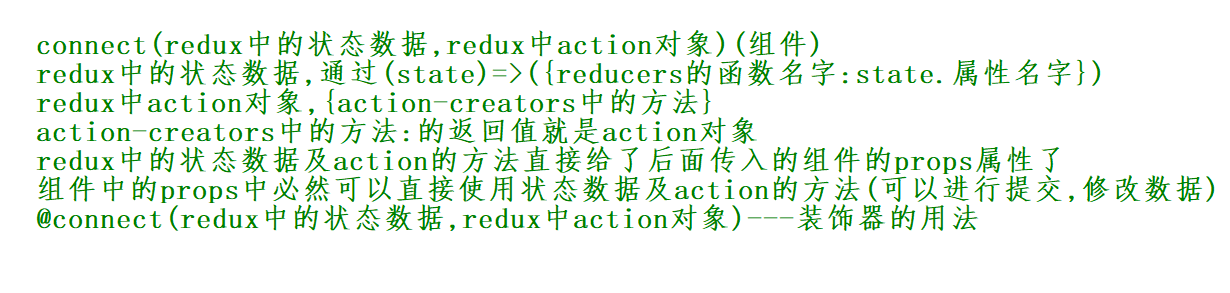 connect(redux中的状态数据,redux中action对象)(组件)
redux中的状态数据,通过(state)=>({reducers的函数名字:state.属性名字})
redux中action对象,{action-creators中的方法}
action-creators中的方法:的返回值就是action对象
redux中的状态数据及action的方法直接给了后面传入的组件的props属性了
组件中的props中必然可以直接使用状态数据及action的方法(可以进行提交,修改数据)
@connect(redux中的状态数据,redux中action对象)---装饰器的用法